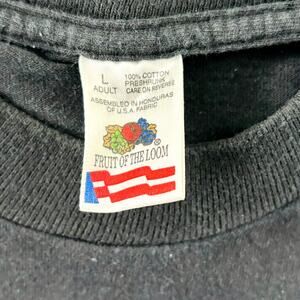 L
ADULT
100% COTTON
PRESHRUNK
CARE ON REVERSE
ASSEMBLED IN HONDURAS
OF U.S.A. FABRIC
FRUIT OF THE LOOM®